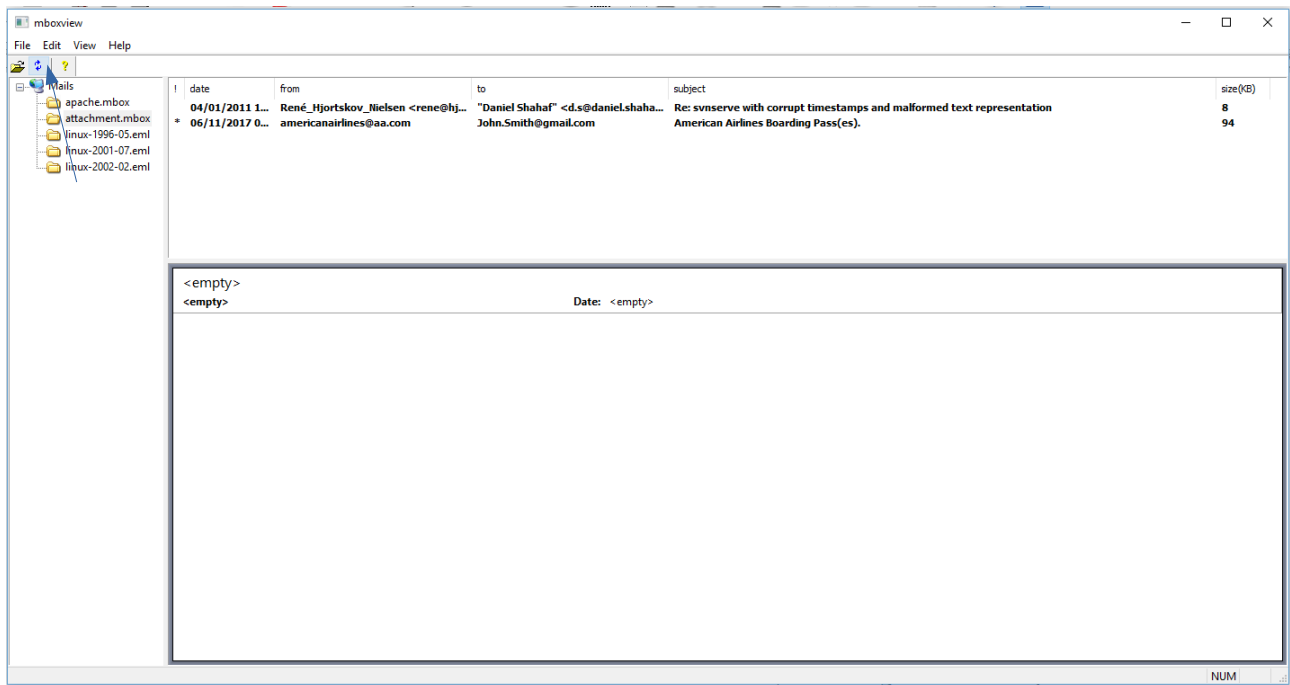 mboxview
File Edit View Help
?
Mails
apache.mbox
attachment.mbox
linux-1996-05.eml
linux-2001-07.eml
linux-2002-02.eml
! date from to subject size(KB)
04/01/2011 1... René_Hjortskov_Nielsen <rene@hj... "Daniel Shahaf" <d.s@daniel.shaha... Re: svnserve with corrupt timestamps and malformed text representation 8
* 06/11/2017 0... americanairlines@aa.com John.Smith@gmail.com American Airlines Boarding Pass(es). 94
<empty>
<empty> Date: <empty>
NUM